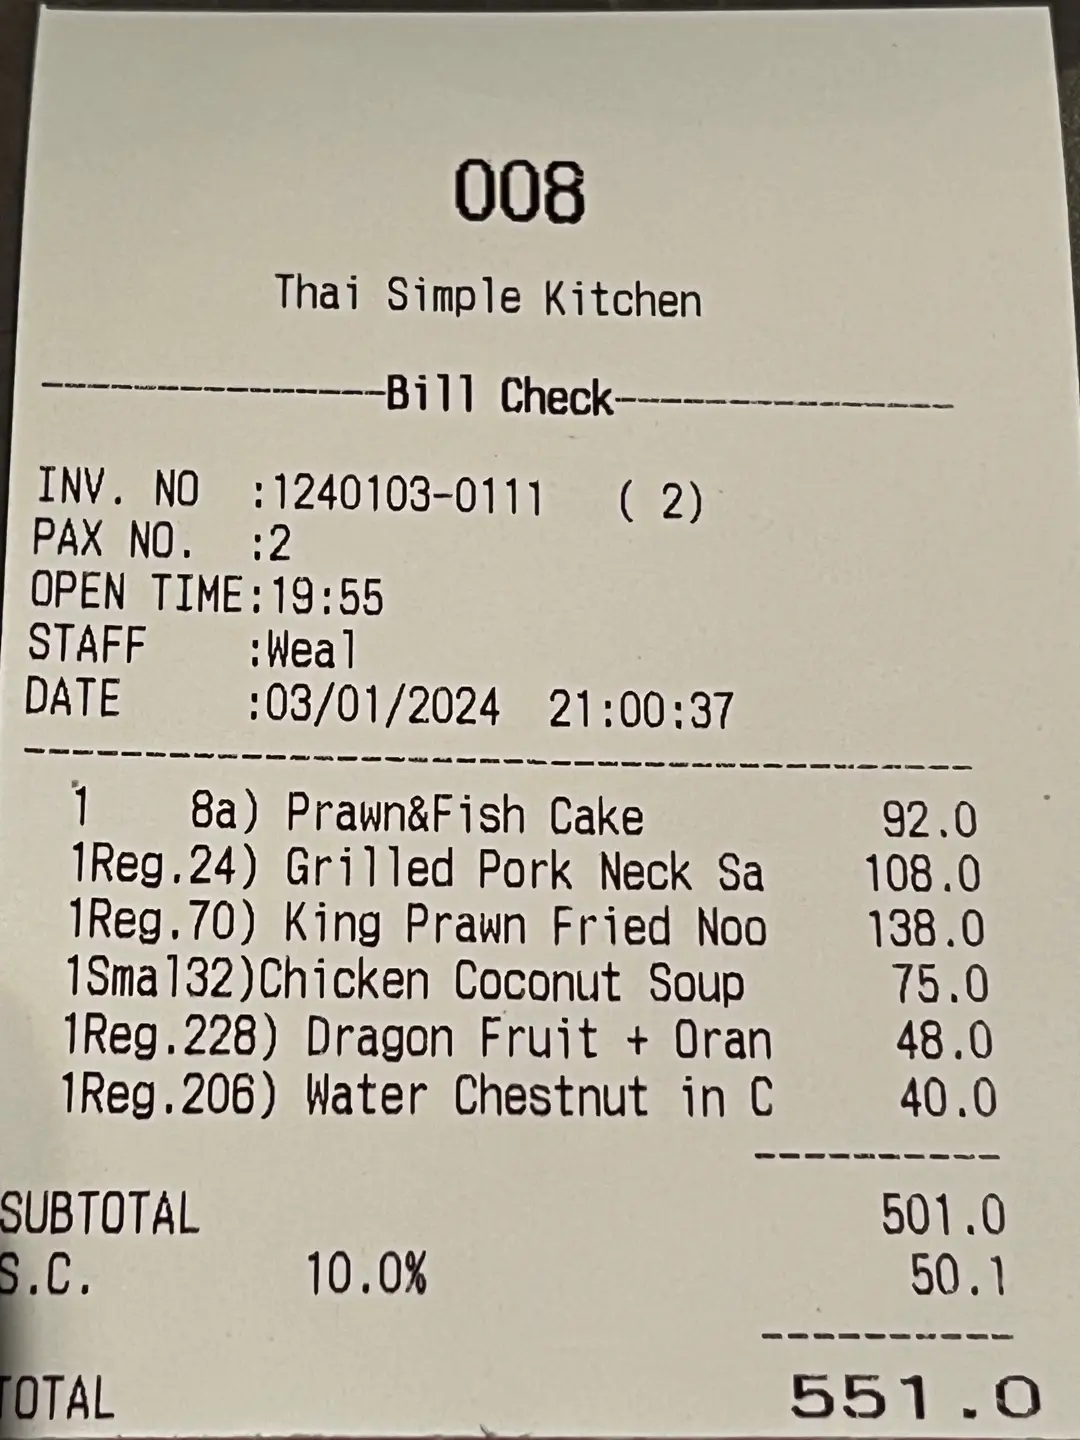 008
Thai Simple Kitchen
Bill Check
INV. NO :1240103-0111 ( 2)
PAX NO. :2
OPEN TIME:19:55
STAFF :Weal
DATE :03/01/2024 21:00:37
1 8a) Prawn&Fish Cake 92.0
1Reg.24) Grilled Pork Neck Sa 108.0
1Reg.70) King Prawn Fried Noo 138.0
1Smal32)Chicken Coconut Soup 75.0
1Reg.228) Dragon Fruit + Oran 48.0
1Reg.206) Water Chestnut in C 40.0
SUBTOTAL 501.0
S.C. 10.0% 50.1
TOTAL 551.0